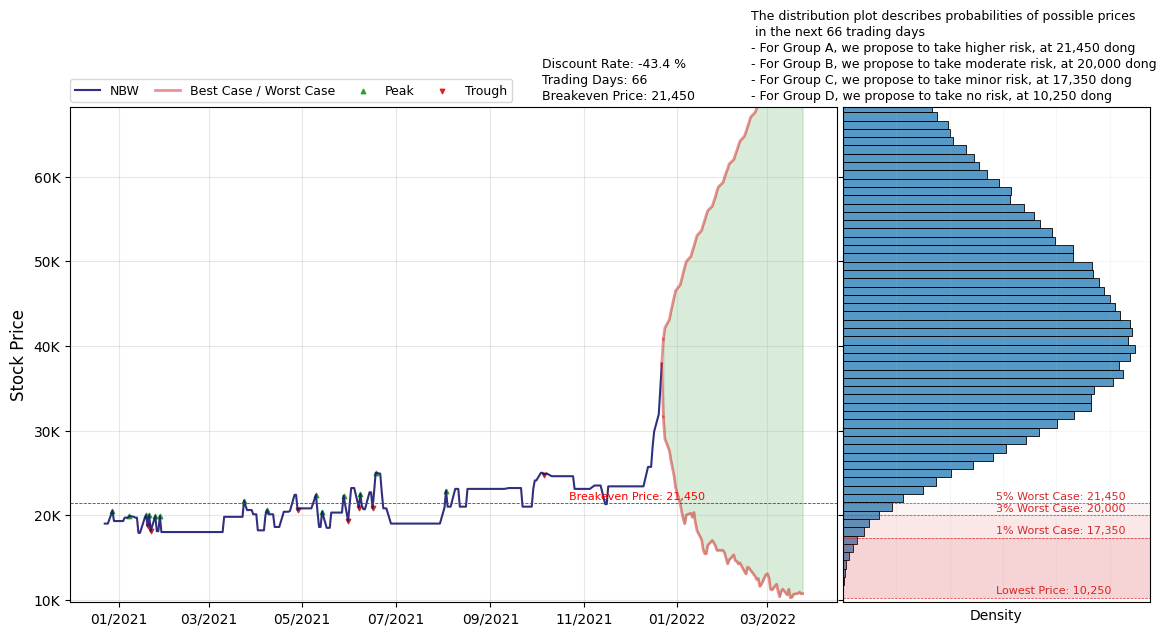 The distribution plot describes probabilities of possible prices
in the next 66 trading days
- For Group A, we propose to take higher risk, at 21,450 dong
- For Group B, we propose to take moderate risk, at 20,000 dong
- For Group C, we propose to take minor risk, at 17,350 dong
- For Group D, we propose to take no risk, at 10,250 dong
Discount Rate: -43.4 %
Trading Days: 66
Breakeven Price: 21,450
NBW
Best Case / Worst Case
Peak
Trough
Stock Price
60K
50K
40K
30K
20K
10K
Breakeven Price: 21,450
5% Worst Case: 21,450
3% Worst Case: 20,000
1% Worst Case: 17,350
Lowest Price: 10,250
01/2021
03/2021
05/2021
07/2021
09/2021
11/2021
01/2022
03/2022
Density